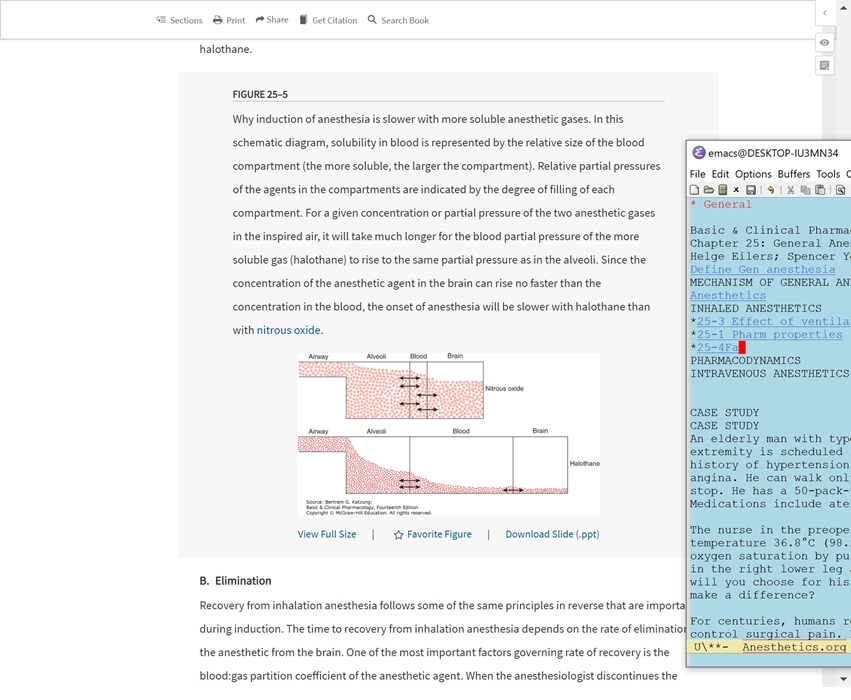 Sections Print Share Get Citation Search Book
halothane.
FIGURE 25–5
Why induction of anesthesia is slower with more soluble anesthetic gases. In this
schematic diagram, solubility in blood is represented by the relative size of the blood
compartment (the more soluble, the larger the compartment). Relative partial pressures
of the agents in the compartments are indicated by the degree of filling of each
compartment. For a given concentration or partial pressure of the two anesthetic gases
in the inspired air, it will take much longer for the blood partial pressure of the more
soluble gas (halothane) to rise to the same partial pressure as in the alveoli. Since the
concentration of the anesthetic agent in the brain can rise no faster than the
concentration in the blood, the onset of anesthesia will be slower with halothane than
with nitrous oxide.
Airway Alveoli Blood Brain
Nitrous oxide
Airway Alveoli Blood Brain
Halothane
Source: Bertram G. Katzung:
Basic & Clinical Pharmacology, Fourteenth Edition
Copyright © McGraw-Hill Education. All rights reserved.
View Full Size | Favorite Figure | Download Slide (.ppt)
B. Elimination
Recovery from inhalation anesthesia follows some of the same principles in reverse that are importa
during induction. The time to recovery from inhalation anesthesia depends on the rate of elimination
the anesthetic from the brain. One of the most important factors governing rate of recovery is the
blood:gas partition coefficient of the anesthetic agent. When the anesthesiologist discontinues the
emacs@DESKTOP-IU3MN34
File Edit Options Buffers Tools
* General
Basic & Clinical Pharma
Chapter 25: General Ane
Helge Eilers; Spencer Y
Define Gen anesthesia
MECHANISM OF GENERAL AN
Anesthetics
INHALED ANESTHETICS
*25-3 Effect of ventila
*25-1 Pharm properties
*25-4Fa
PHARMACODYNAMICS
INTRAVENOUS ANESTHETICS
CASE STUDY
CASE STUDY
An elderly man with typ
extremity is scheduled
history of hypertension
angina. He can walk onl
stop. He has a 50-pack-
Medications include ate
The nurse in the preope
temperature 36.8°C (98.
oxygen saturation by pu
in the right lower leg
will you choose for his
make a difference?
For centuries, humans r
control surgical pain.
U\**- Anesthetics.org